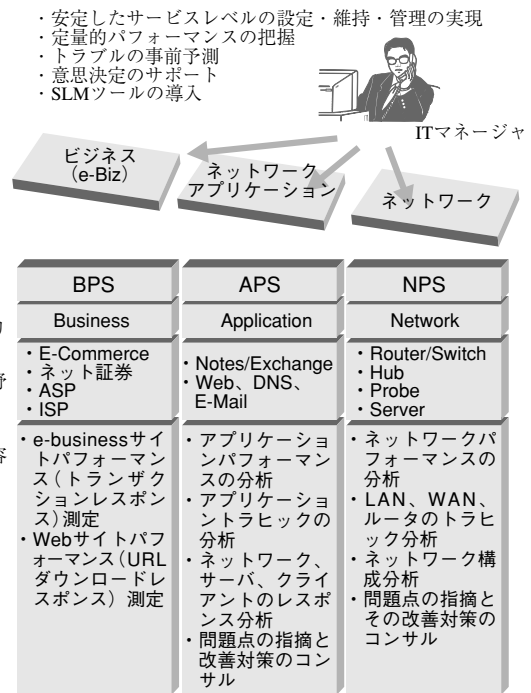 ・安定したサービスレベルの設定・維持・管理の実現
・定量的パフォーマンスの把握
・トラブルの事前予測
・意思決定のサポート
・SLMツールの導入
ITマネージャ
ビジネス
（e-Biz）
ネットワーク
アプリケーション
ネットワーク
BPS
APS
NPS
Business
Application
Network
・E-Commerce
・ネット証券
・ASP
・ISP
・Notes/Exchange
・Web、DNS、
E-Mail
・Router/Switch
・Hub
・Probe
・Server
・e-businessサイ
トパフォーマン
ス（トランザク
ションレスポン
ス）測定
・Webサイトパフ
ォーマンス（URL
ダウンロードレ
スポンス）測定
・アプリケーショ
ンパフォーマン
スの分析
・アプリケーショ
ントラヒックの
分析
・ネットワーク、
サーバ、クライ
アントのレスポ
ンス分析
・問題点の指摘と
改善対策のコン
サル
・ネットワークパ
フォーマンスの
分析
・LAN、WAN、
ルータのトラヒ
ック分析
・ネットワーク構
成分析
・問題点の指摘と
その改善対策の
コンサル